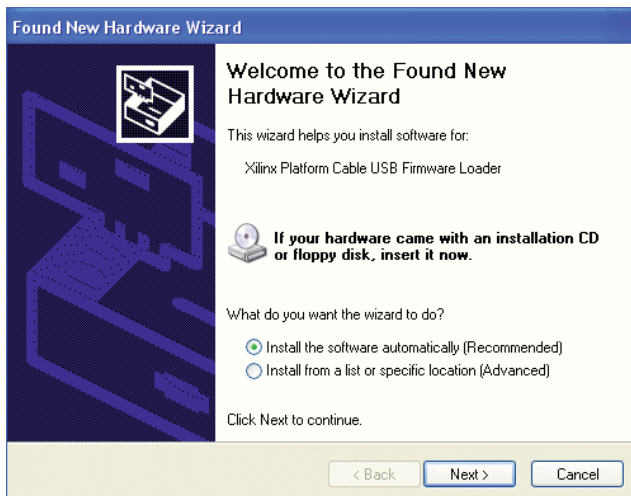 Found New Hardware Wizard
Welcome to the Found New
Hardware Wizard
This wizard helps you install software for:
Xilinx Platform Cable USB Firmware Loader
If your hardware came with an installation CD
or floppy disk, insert it now.
What do you want the wizard to do?
Install the software automatically (Recommended)
Install from a list or specific location (Advanced)
Click Next to continue.
< Back
Next >
Cancel